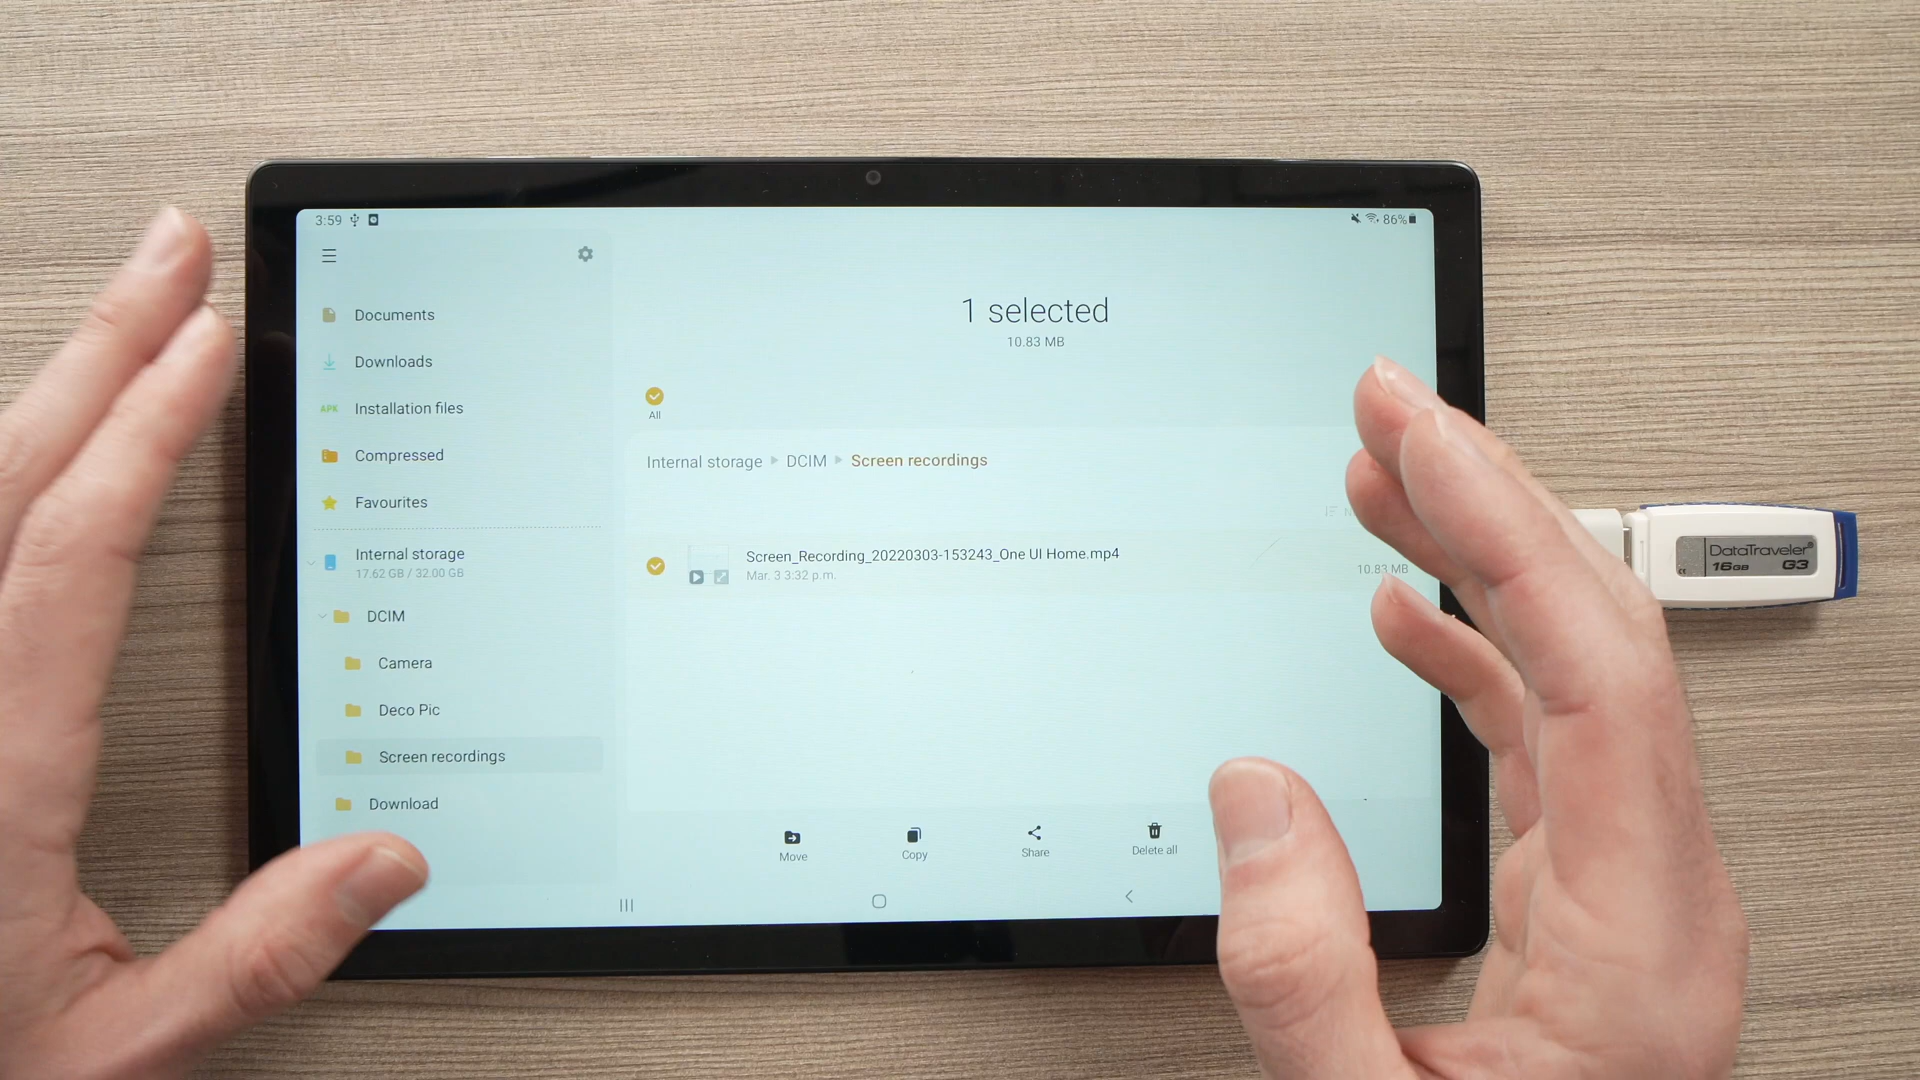 3:59
86%
Documents
Downloads
APK Installation files
Compressed
Favourites
Internal storage
17.62 GB / 32.00 GB
DCIM
Camera
Deco Pic
Screen recordings
Download
1 selected
10.83 MB
All
Internal storage DCIM Screen recordings
Screen_Recording_20220303-153243_One UI Home.mp4
Mar. 3 3:32 p.m.
10.83 MB
Move
Copy
Share
Delete all
DataTraveler
16GB G3